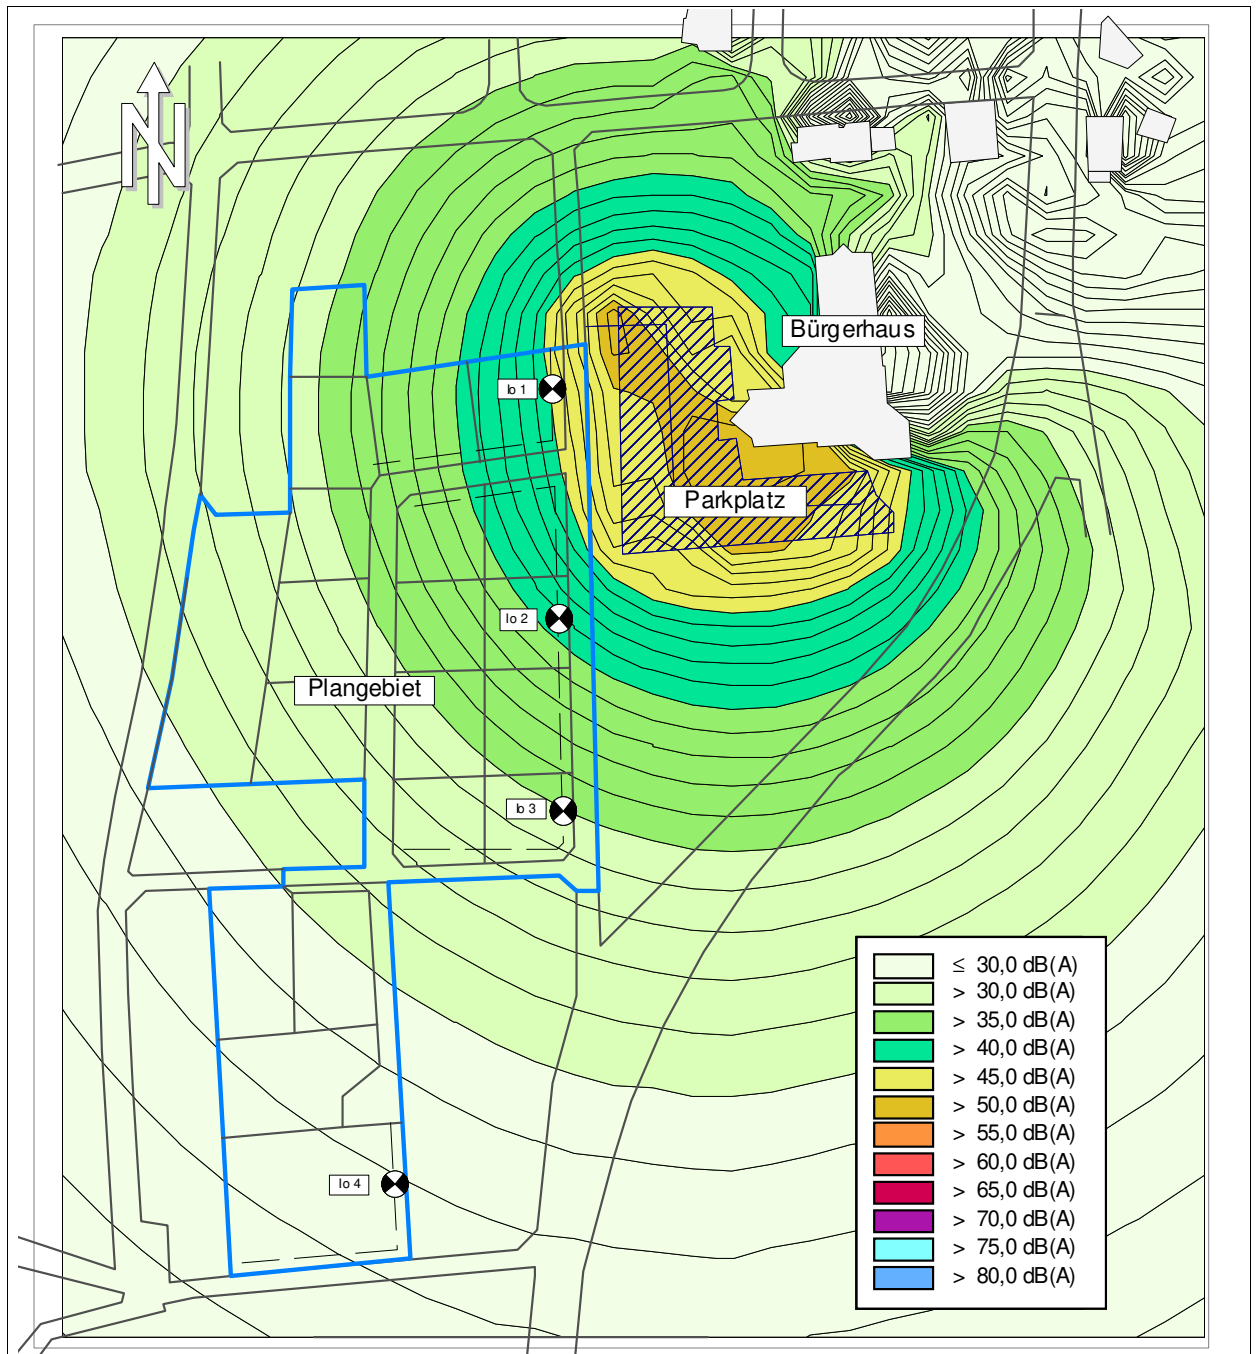 N
Bürgerhaus
Io 1
Parkplatz
Io 2
Plangebiet
Io 3
Io 4
≤ 30,0 dB(A)
> 30,0 dB(A)
> 35,0 dB(A)
> 40,0 dB(A)
> 45,0 dB(A)
> 50,0 dB(A)
> 55,0 dB(A)
> 60,0 dB(A)
> 65,0 dB(A)
> 70,0 dB(A)
> 75,0 dB(A)
> 80,0 dB(A)